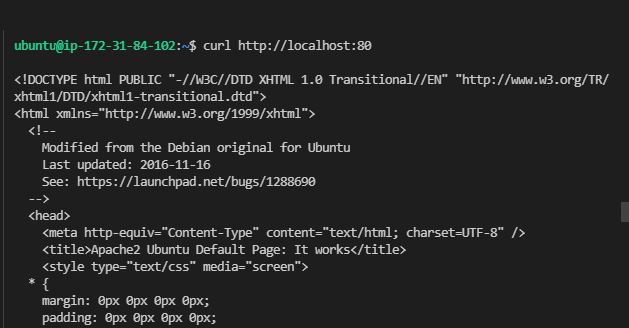 ubuntu@ip-172-31-84-102:~$ curl http://localhost:80
<!DOCTYPE html PUBLIC "-//W3C//DTD XHTML 1.0 Transitional//EN" "http://www.w3.org/TR/
xhtml1/DTD/xhtml1-transitional.dtd">
<html xmlns="http://www.w3.org/1999/xhtml">
  <!--
    Modified from the Debian original for Ubuntu
    Last updated: 2016-11-16
    See: https://launchpad.net/bugs/1288690
  -->
  <head>
    <meta http-equiv="Content-Type" content="text/html; charset=UTF-8" />
    <title>Apache2 Ubuntu Default Page: It works</title>
    <style type="text/css" media="screen">
  * {
    margin: 0px 0px 0px 0px;
    padding: 0px 0px 0px 0px;